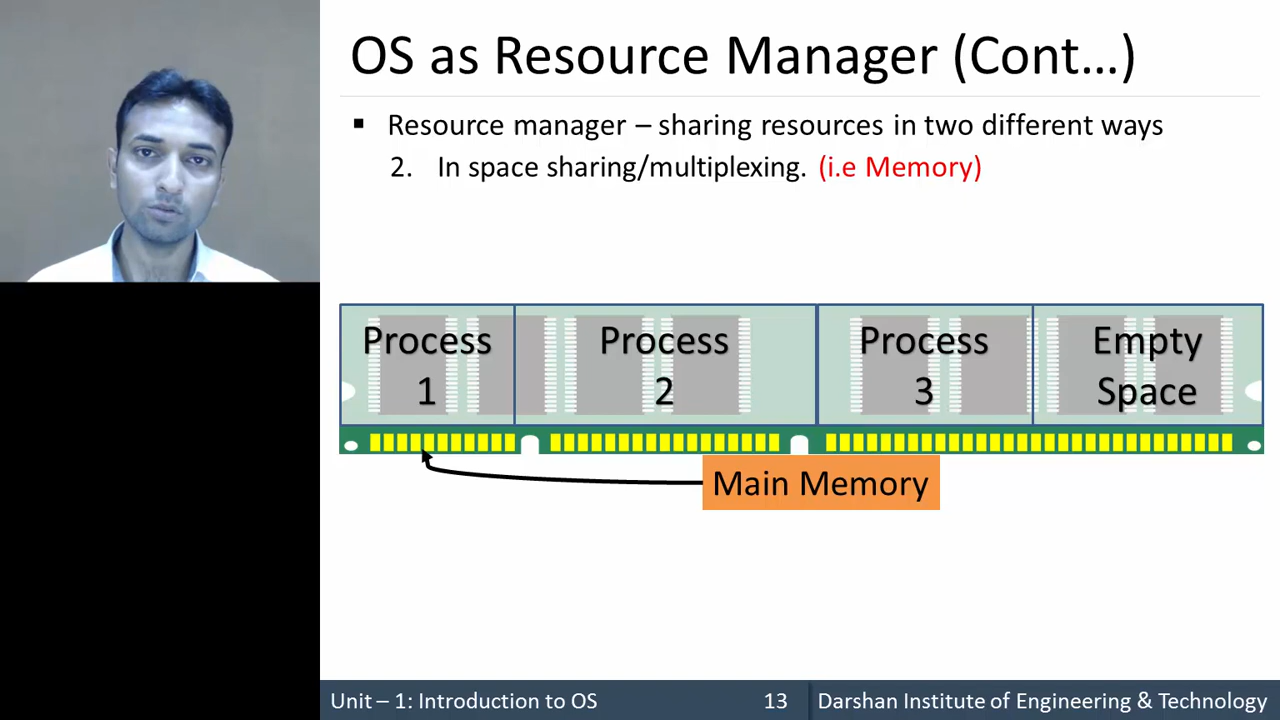 OS as Resource Manager (Cont…)
▪ Resource manager – sharing resources in two different ways
2. In space sharing/multiplexing. (i.e Memory)
Process 1
Process 2
Process 3
Empty Space
Main Memory
Unit – 1: Introduction to OS
13
Darshan Institute of Engineering & Technology